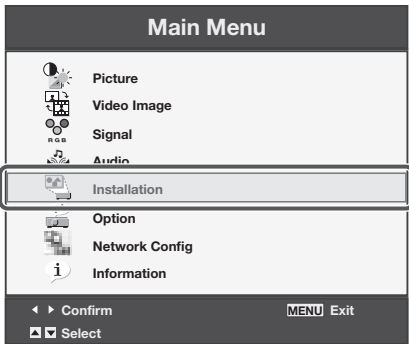 Main Menu
Picture
Video Image
RGB
Signal
Audio
Installation
Option
Network Config
i
Information
Confirm
MENU Exit
Select